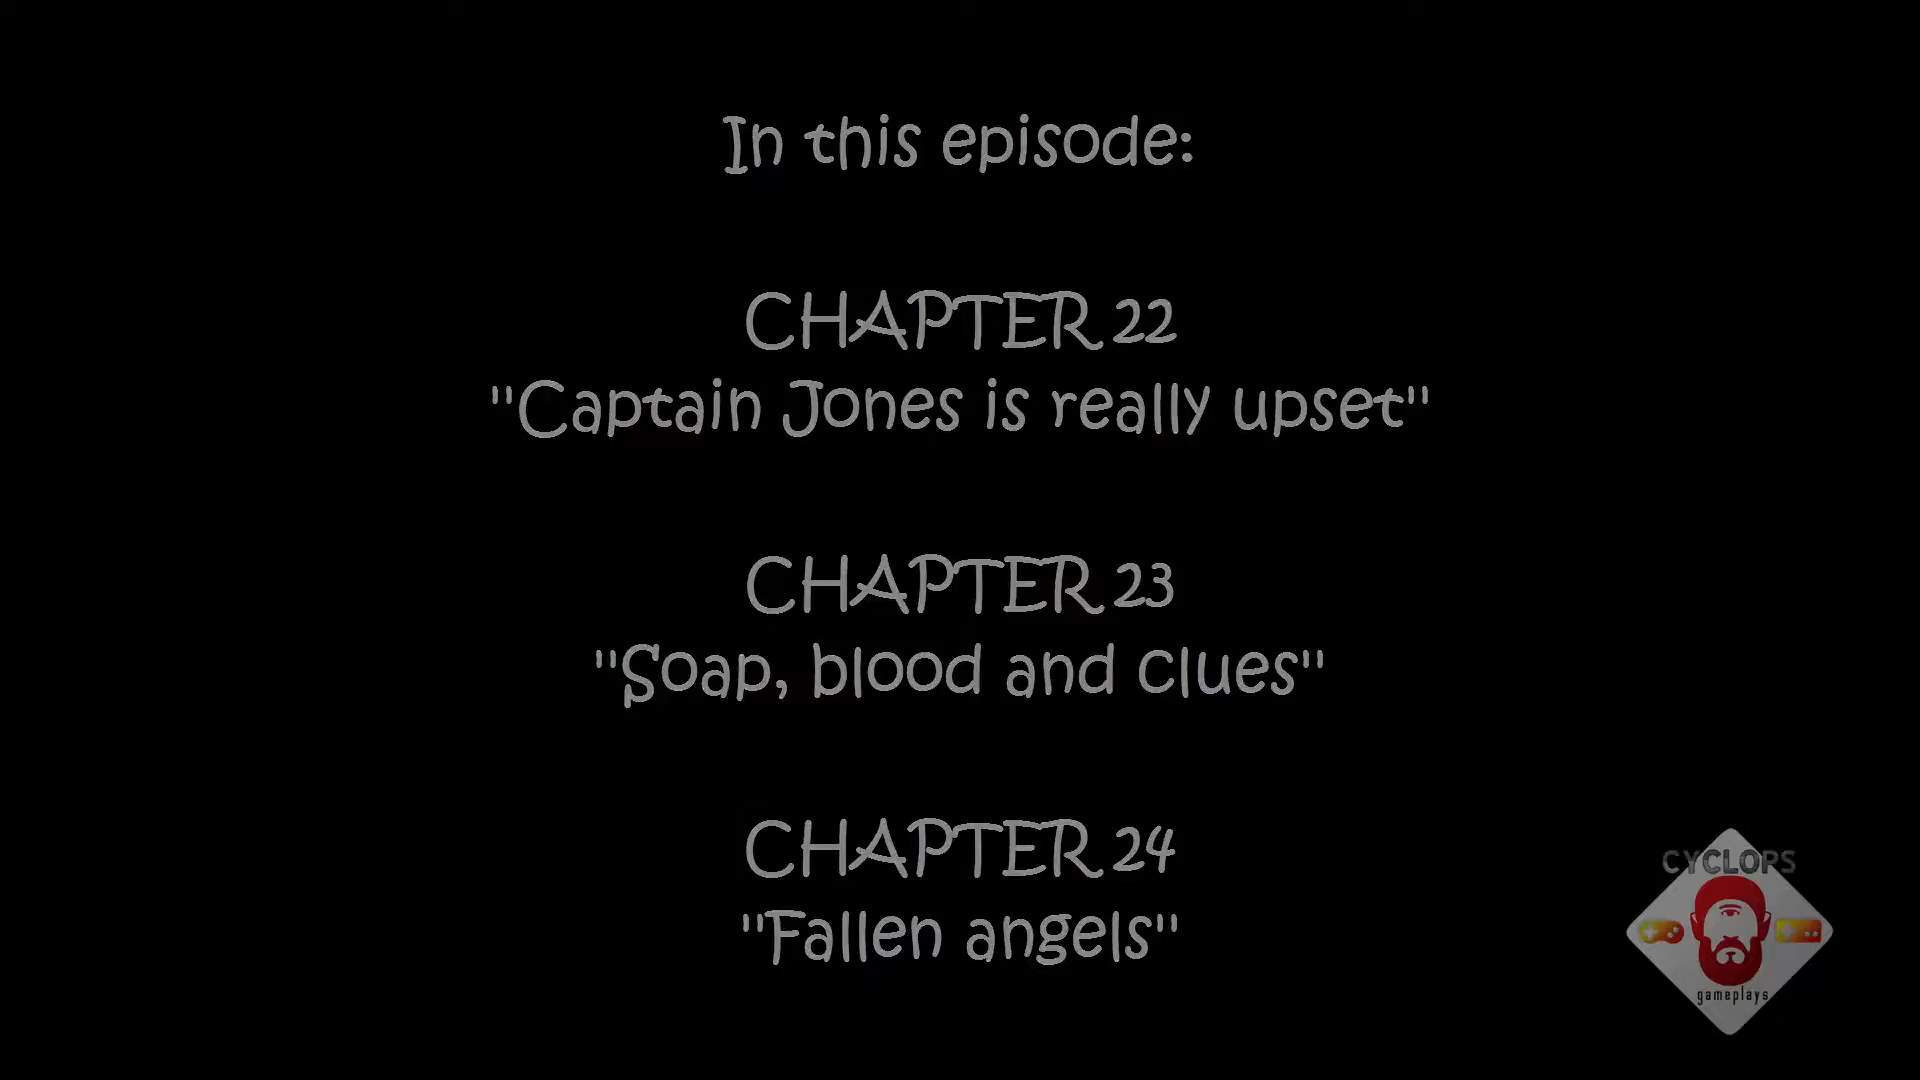 In this episode:
CHAPTER 22
"Captain Jones is really upset"
CHAPTER 23
"Soap, blood and clues"
CHAPTER 24
"Fallen angels"
CYCLOPS
gameplays